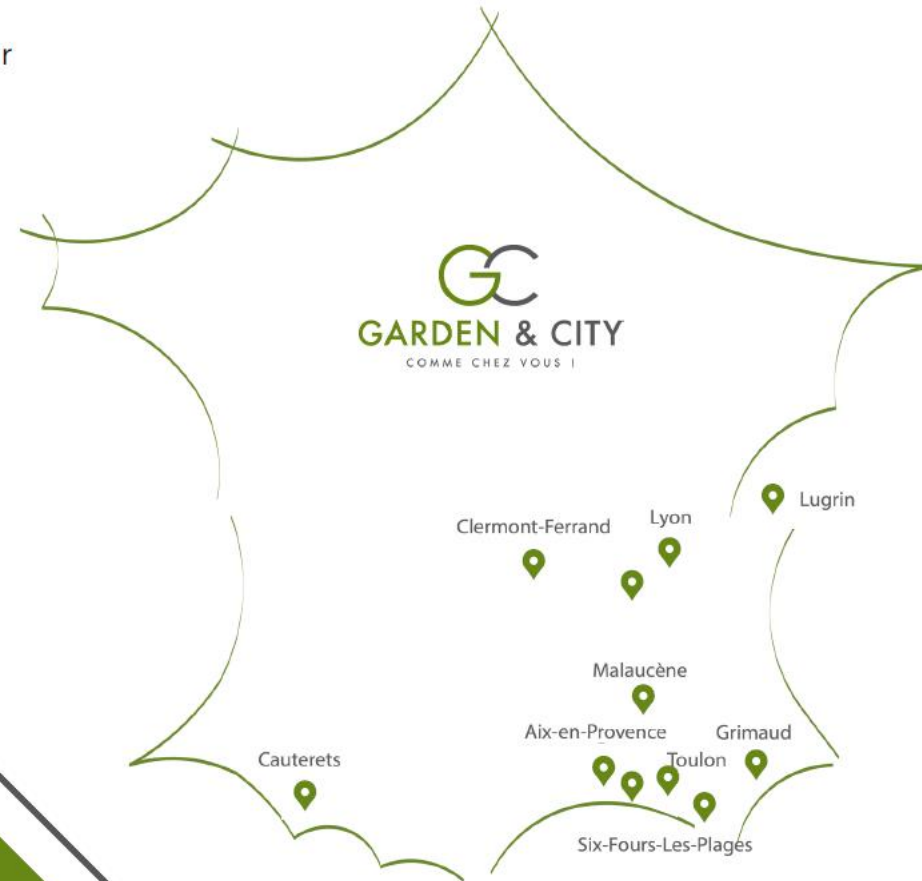 r
GC
GARDEN & CITY
COMME CHEZ VOUS !
Lugrin
Lyon
Clermont-Ferrand
Malaucène
Aix-en-Provence
Grimaud
Toulon
Cauterets
Six-Fours-Les-Plages